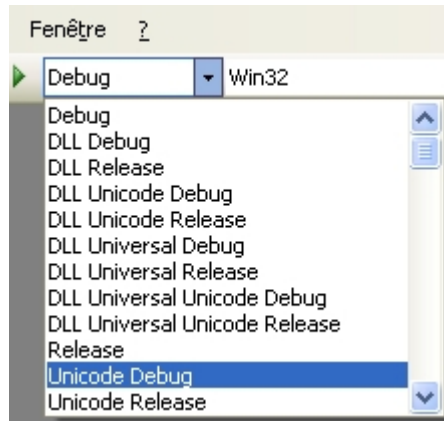 Fenêtre ?
Debug Win32
Debug
DLL Debug
DLL Release
DLL Unicode Debug
DLL Unicode Release
DLL Universal Debug
DLL Universal Release
DLL Universal Unicode Debug
DLL Universal Unicode Release
Release
Unicode Debug
Unicode Release